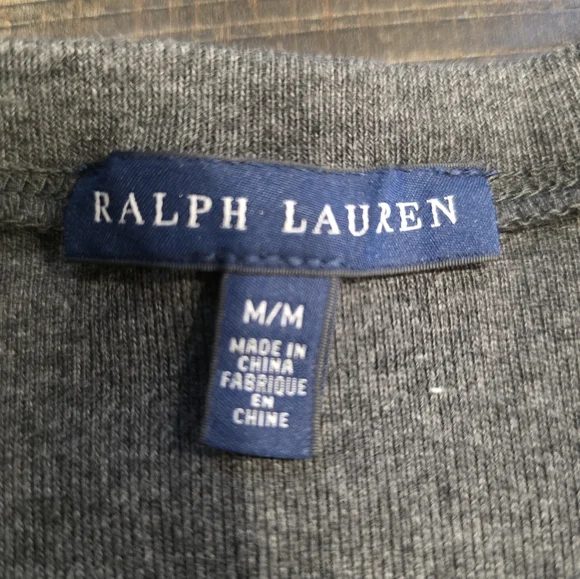 RALPH LAUREN
M/M
MADE IN
CHINA
FABRIQUE
EN
CHINE